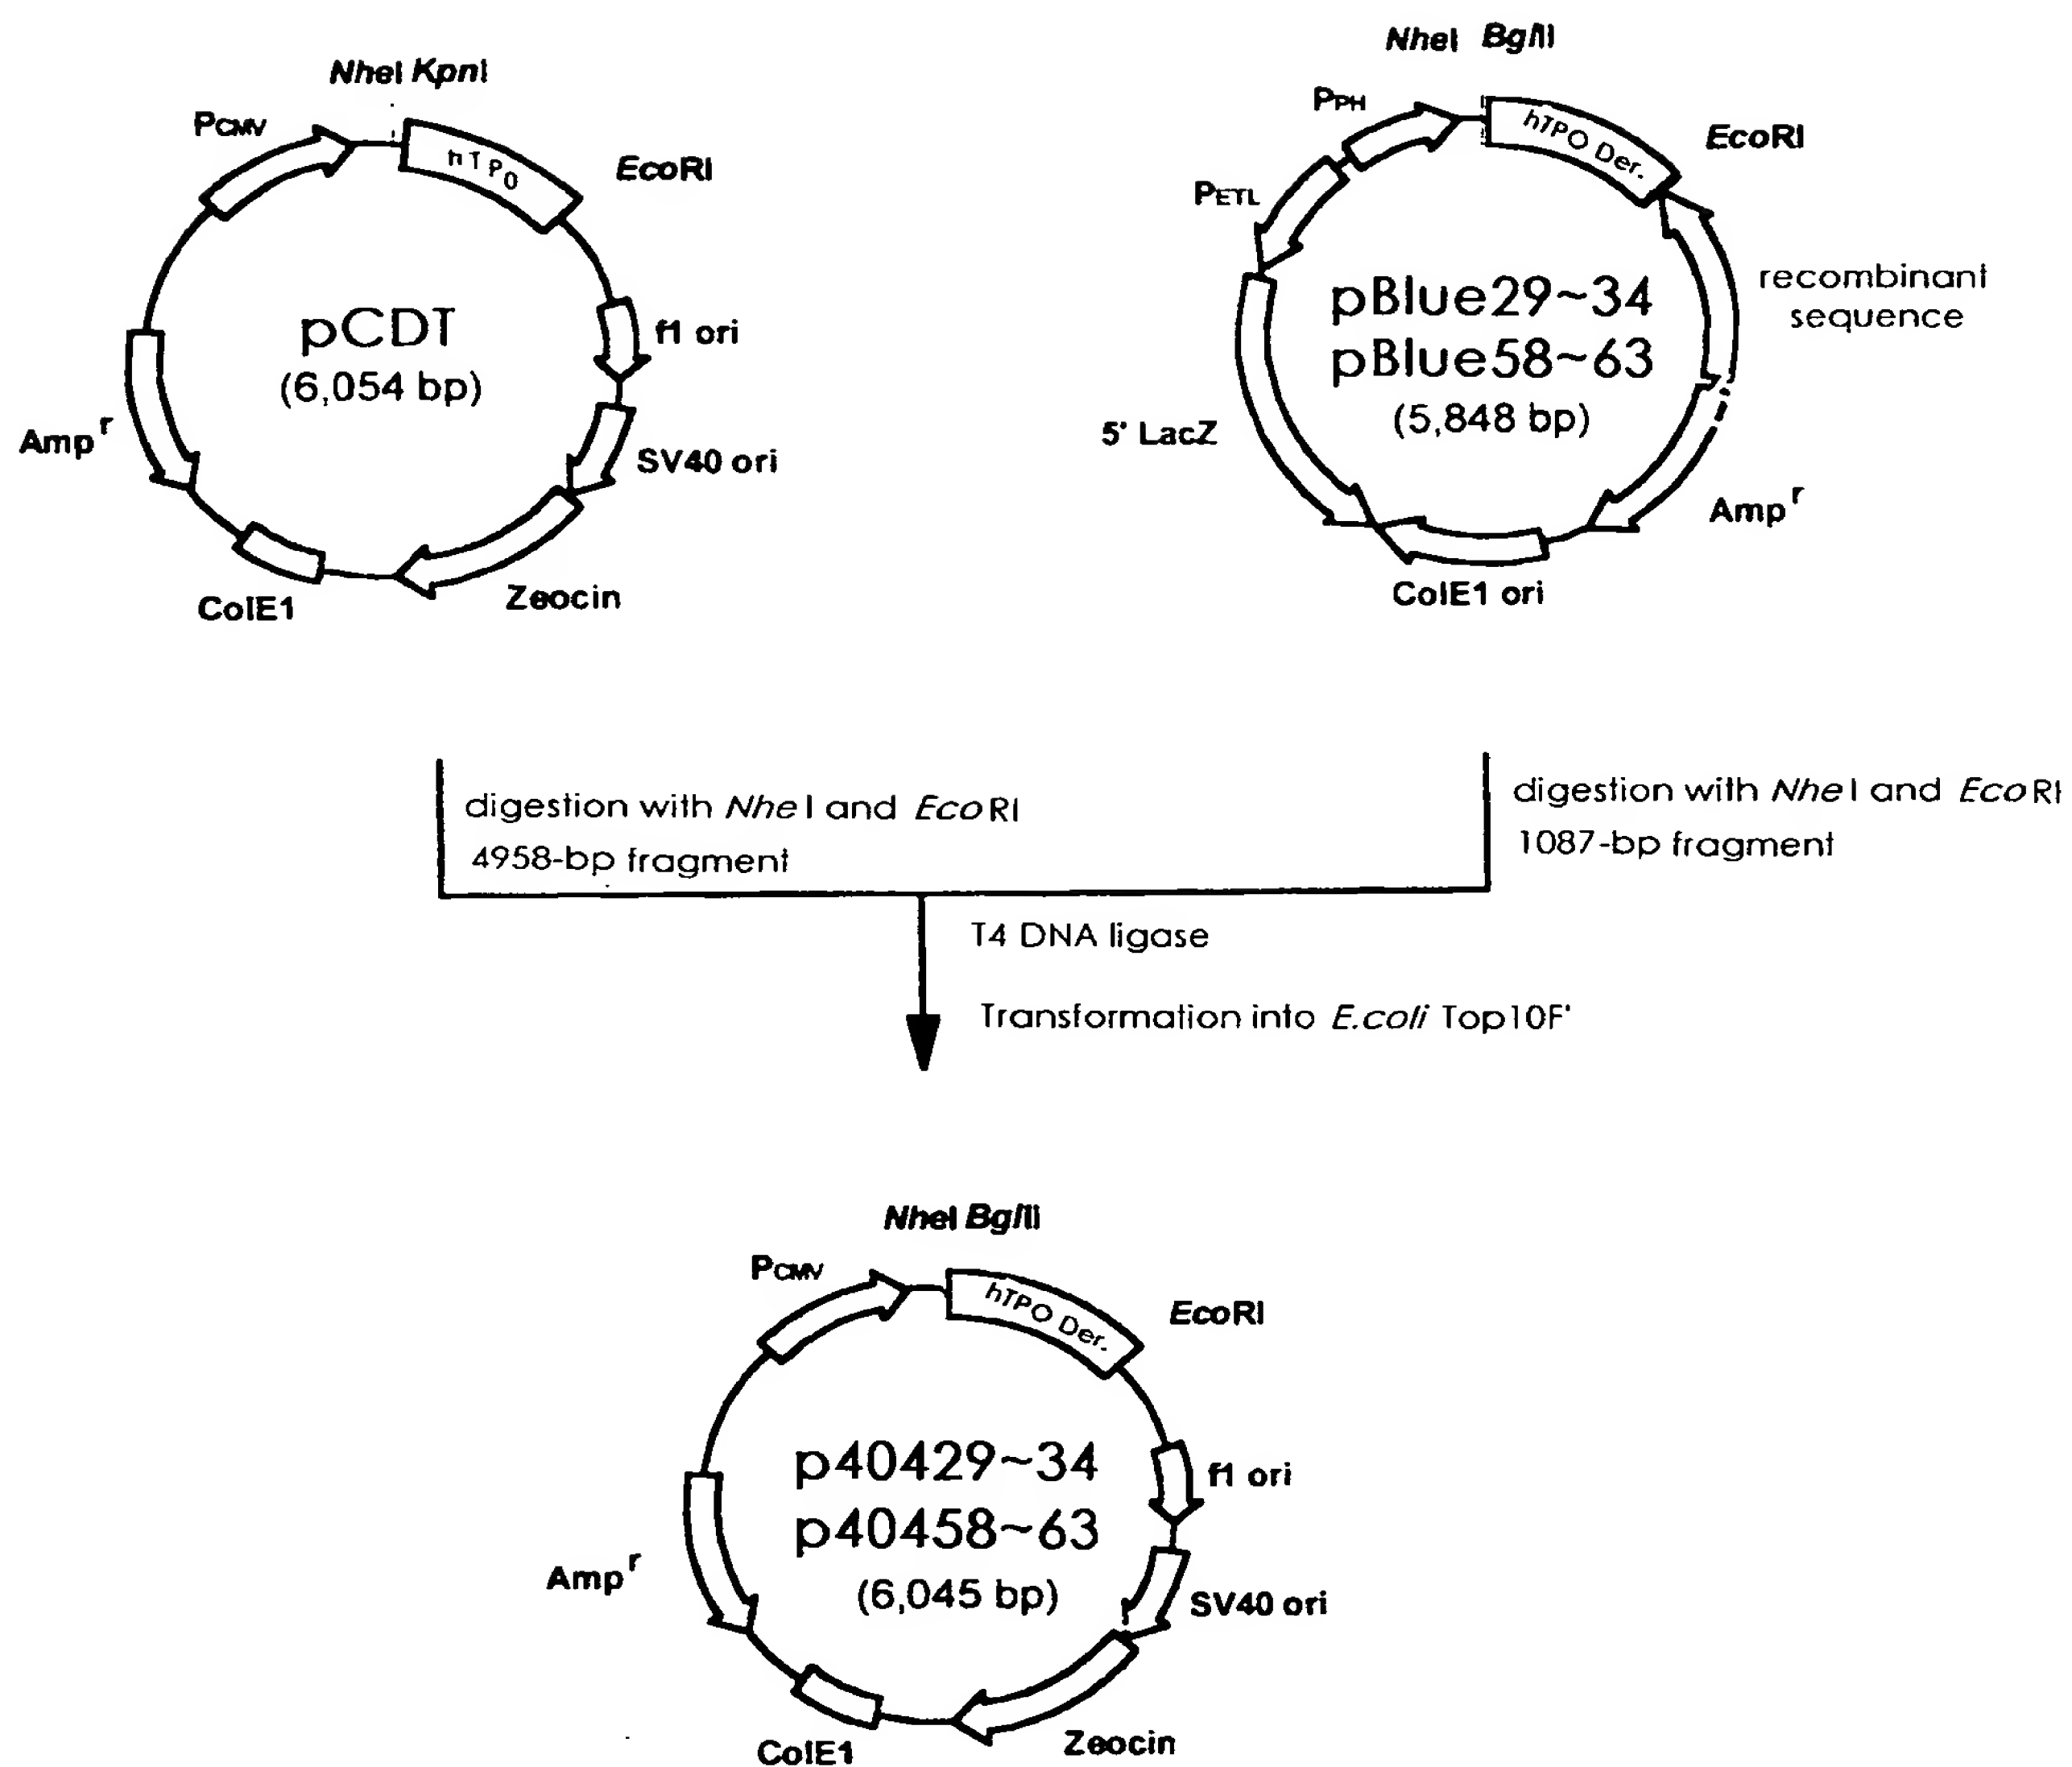 NheI KpnI
PCMV
hTPO
EcoRI
pCDT
(6,054 bp)
f1 ori
Amp r
SV40 ori
ColE1
Zeocin
NheI BglII
PPH
hTPO Der.
EcoRI
PETL
recombinant
sequence
pBlue29~34
pBlue58~63
(5,848 bp)
5' LacZ
Amp r
ColE1 ori
digestion with NheI and EcoRI
4958-bp fragment
digestion with NheI and EcoRI
1087-bp fragment
T4 DNA ligase
Transformation into E.coli Top10F'
NheI BglII
PCMV
hTPO Der.
EcoRI
p40429~34
p40458~63
(6,045 bp)
f1 ori
Amp r
SV40 ori
ColE1
Zeocin